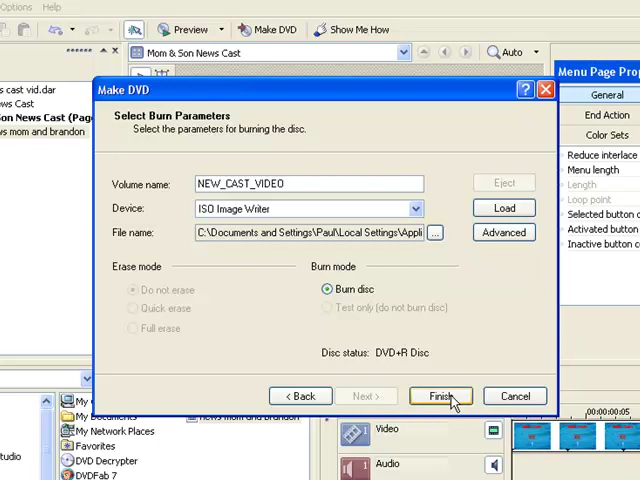 Options Help
Preview Make DVD Show Me How
Mom & Son News Cast Auto
s cast vid.dar
ws Cast
Son News Cast (Pag
ws mom and brandon
Make DVD
Select Burn Parameters
Select the parameters for burning the disc.
Volume name: NEW_CAST_VIDEO Eject
Device: ISO Image Writer Load
File name: C:\Documents and Settings\Paul\Local Settings\Appli ... Advanced
Erase mode Burn mode
Do not erase Burn disc
Quick erase Test only (do not burn disc)
Full erase
Disc status: DVD+R Disc
< Back Next > Finish Cancel
Menu Page Prop
General
End Action
Color Sets
Reduce interlace
Menu length
Length
Loop point
Selected button c
Activated button
Inactive button c
My Documents news mom and brandon
My Network Places
Favorites
DVD Decrypter
DVDFab 7
tudio
1 Video
1 Audio
00:00:00:05